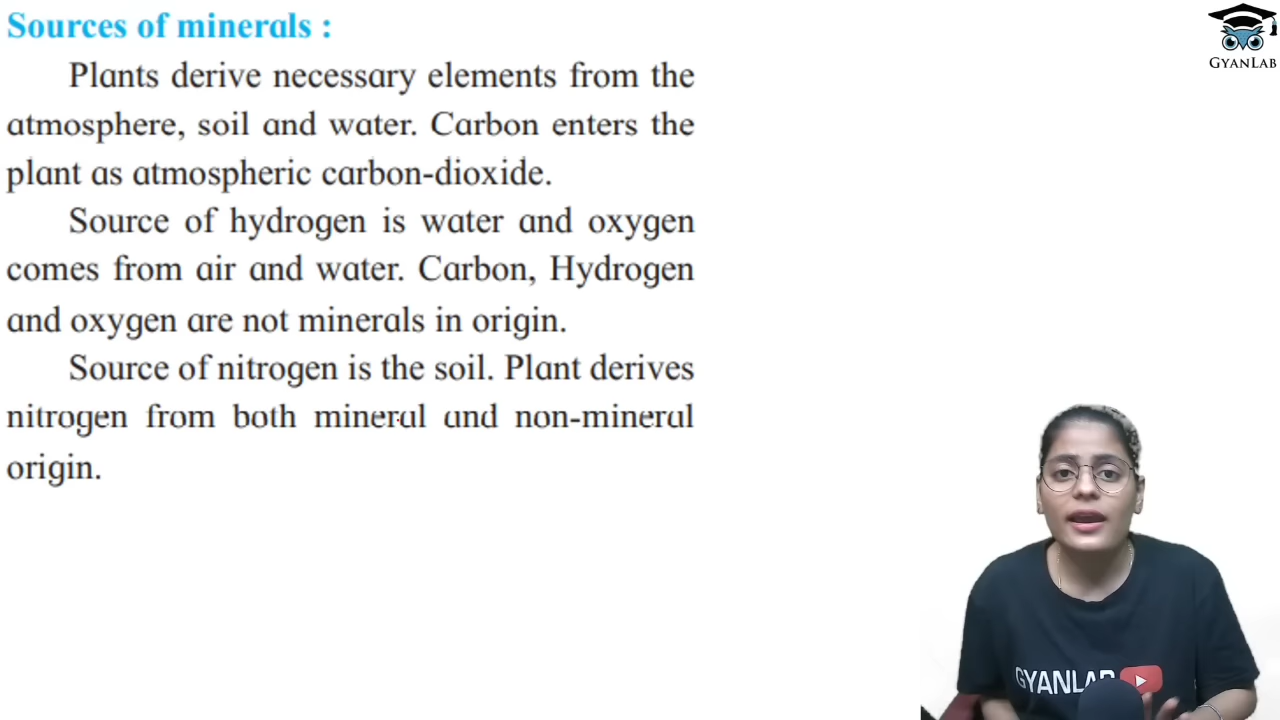 Sources of minerals :
Plants derive necessary elements from the
atmosphere, soil and water. Carbon enters the
plant as atmospheric carbon-dioxide.
Source of hydrogen is water and oxygen
comes from air and water. Carbon, Hydrogen
and oxygen are not minerals in origin.
Source of nitrogen is the soil. Plant derives
nitrogen from both mineral and non-mineral
origin.
GYANLAB
GYANLAB